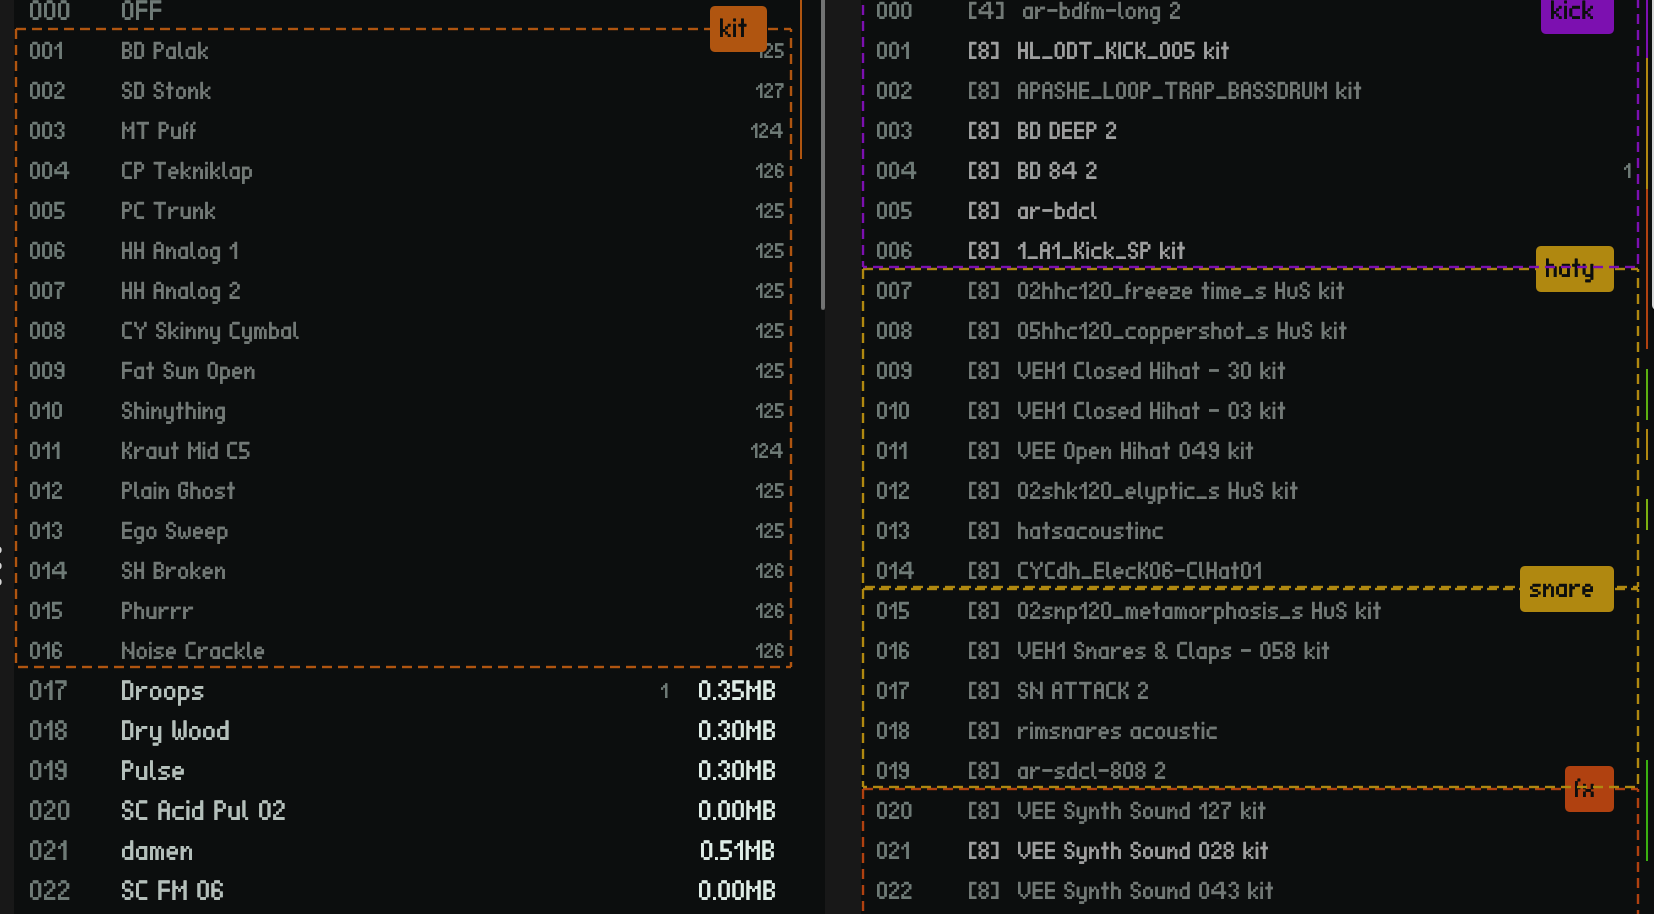 000 OFF
kit
001 BD Palak 125
002 SD Stonk 127
003 MT Puff 124
004 CP Tekniklap 126
005 PC Trunk 125
006 HH Analog 1 125
007 HH Analog 2 125
008 CY Skinny Cymbal 125
009 Fat Sun Open 125
010 Shinything 125
011 Kraut Mid C5 124
012 Plain Ghost 125
013 Ego Sweep 125
014 SH Broken 126
015 Phurrr 126
016 Noise Crackle 126
017 Droops 1 0.35MB
018 Dry Wood 0.30MB
019 Pulse 0.30MB
020 SC Acid Pul 02 0.00MB
021 damen 0.51MB
022 SC FM 06 0.00MB
000 [4] ar-bdfm-long 2
kick
001 [8] HL_ODT_KICK_005 kit
002 [8] APASHE_LOOP_TRAP_BASSDRUM kit
003 [8] BD DEEP 2
004 [8] BD 84 2 1
005 [8] ar-bdcl
006 [8] 1_A1_Kick_SP kit
haty
007 [8] 02hhc120_freeze time_s HuS kit
008 [8] 05hhc120_coppershot_s HuS kit
009 [8] VEH1 Closed Hihat - 30 kit
010 [8] VEH1 Closed Hihat - 03 kit
011 [8] VEE Open Hihat 049 kit
012 [8] 02shk120_elyptic_s HuS kit
013 [8] hatsacoustinc
014 [8] CYCdh_ElecK06-ClHat01
snare
015 [8] 02snp120_metamorphosis_s HuS kit
016 [8] VEH1 Snares & Claps - 058 kit
017 [8] SN ATTACK 2
018 [8] rimsnares acoustic
019 [8] ar-sdcl-808 2
fx
020 [8] VEE Synth Sound 127 kit
021 [8] VEE Synth Sound 028 kit
022 [8] VEE Synth Sound 043 kit